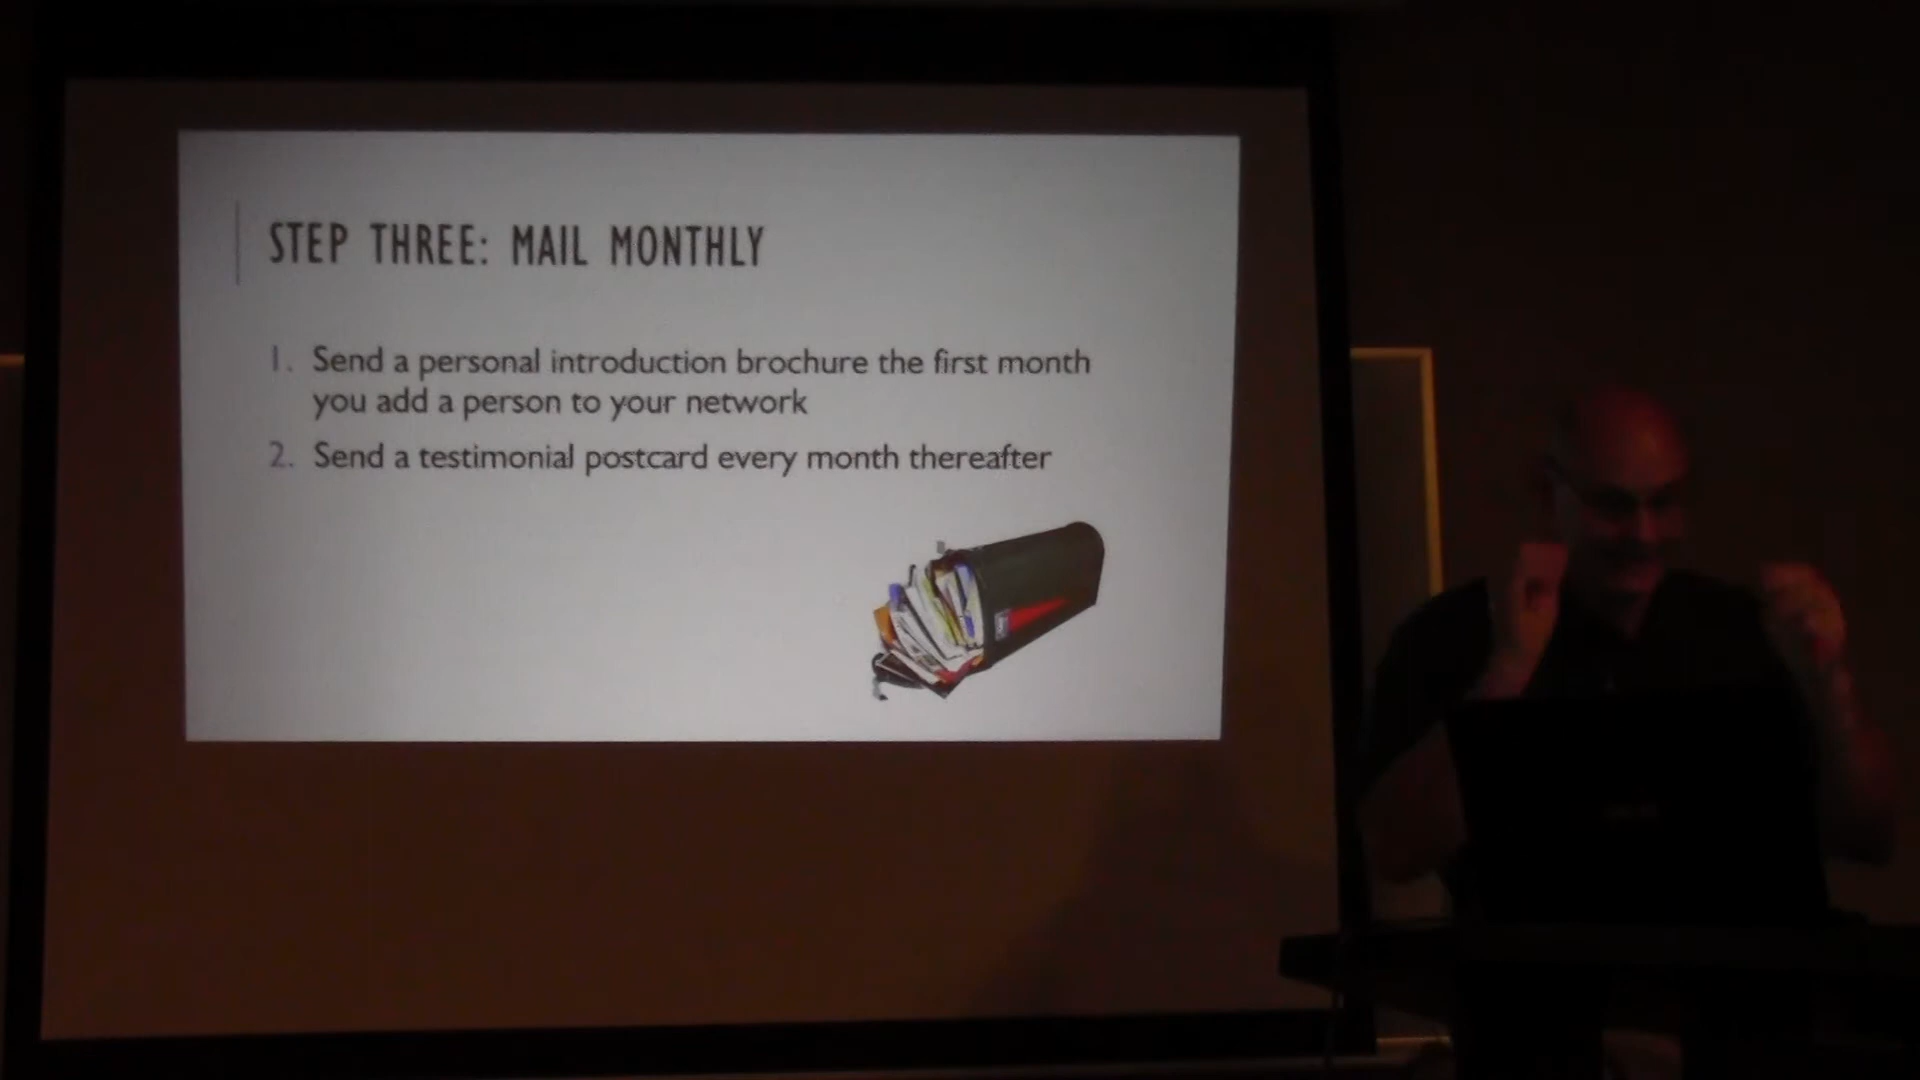 STEP THREE: MAIL MONTHLY
1. Send a personal introduction brochure the first month
you add a person to your network
2. Send a testimonial postcard every month thereafter